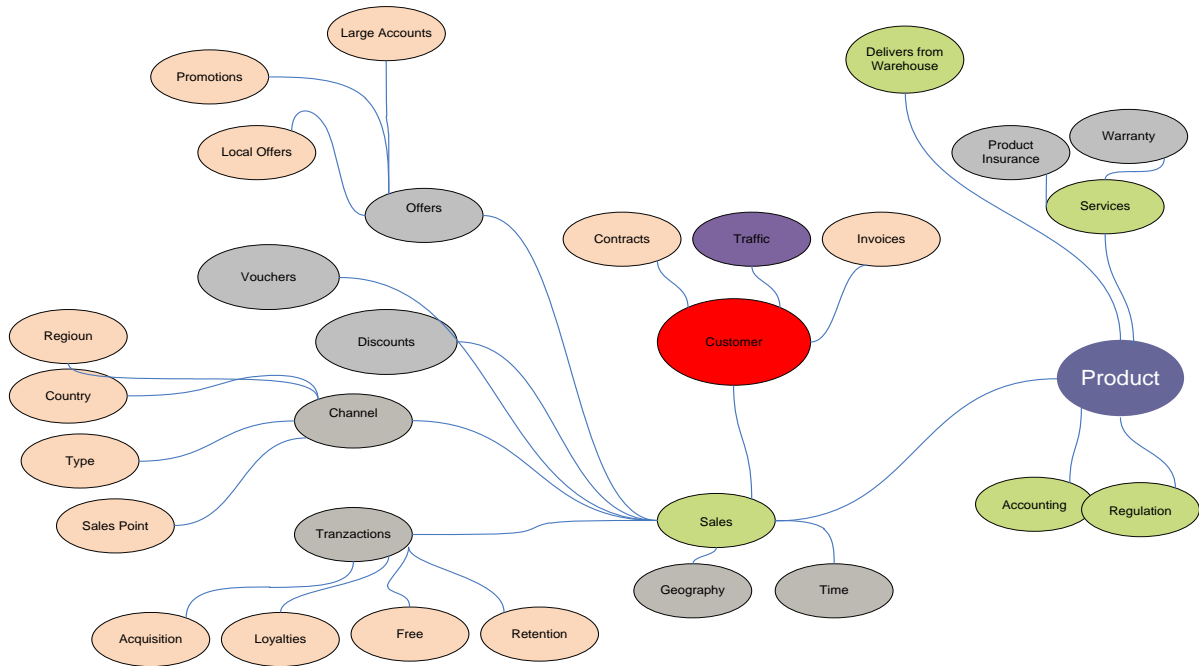 Large Accounts
Delivers from
Warehouse
Promotions
Warranty
Product
Insurance
Local Offers
Services
Offers
Contracts
Traffic
Invoices
Vouchers
Regioun
Discounts
Customer
Product
Country
Channel
Type
Accounting
Regulation
Sales Point
Sales
Tranzactions
Geography
Time
Acquisition
Loyalties
Free
Retention